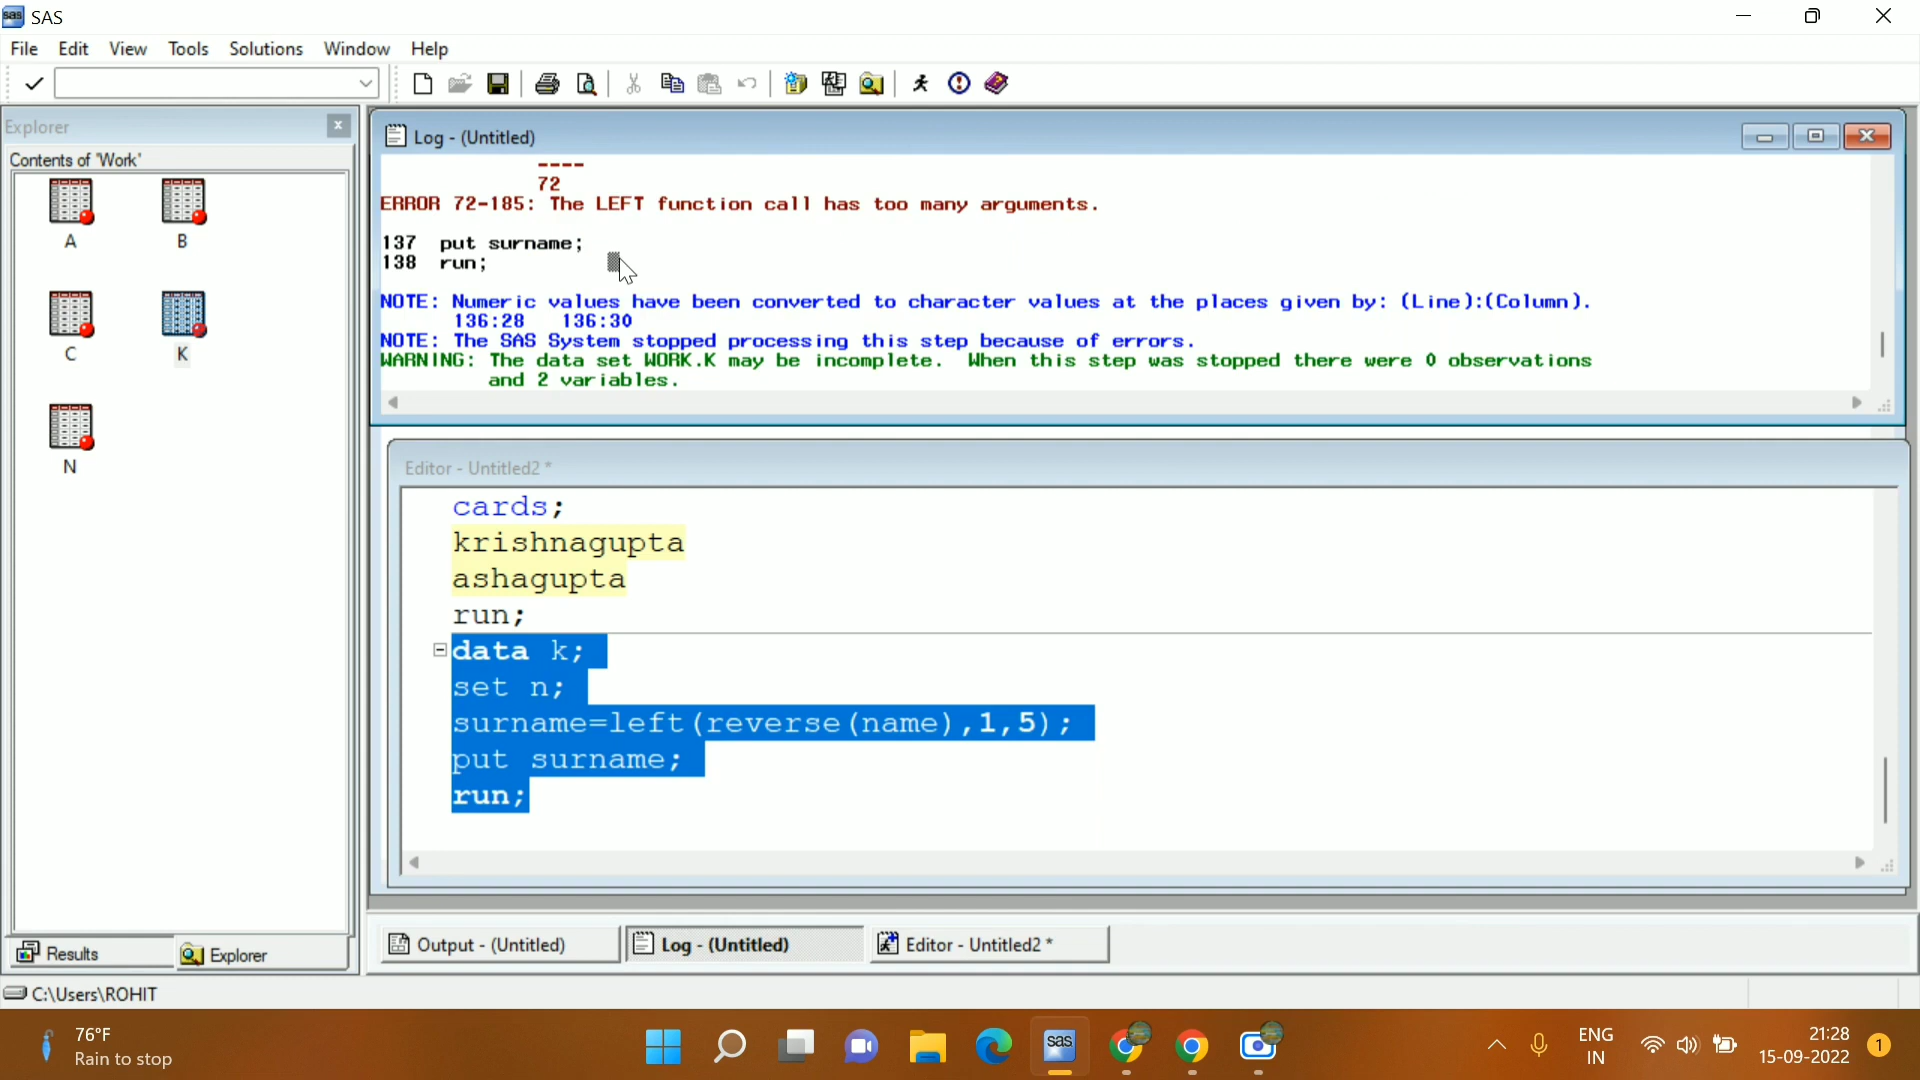 sas SAS
File Edit View Tools Solutions Window Help
Explorer
Contents of 'Work'
A B
C K
N
Results Explorer
Log - (Untitled)
----
72
ERROR 72-185: The LEFT function call has too many arguments.
137 put surname;
138 run;
NOTE: Numeric values have been converted to character values at the places given by: (Line):(Column).
136:28 136:30
NOTE: The SAS System stopped processing this step because of errors.
WARNING: The data set WORK.K may be incomplete. When this step was stopped there were 0 observations
and 2 variables.
Editor - Untitled2 *
cards;
krishnagupta
ashagupta
run;
data k;
set n;
surname=left(reverse(name),1,5);
put surname;
run;
Output - (Untitled) Log - (Untitled) Editor - Untitled2 *
C:\Users\ROHIT
76°F
Rain to stop
sas
ENG
IN
21:28
15-09-2022
1